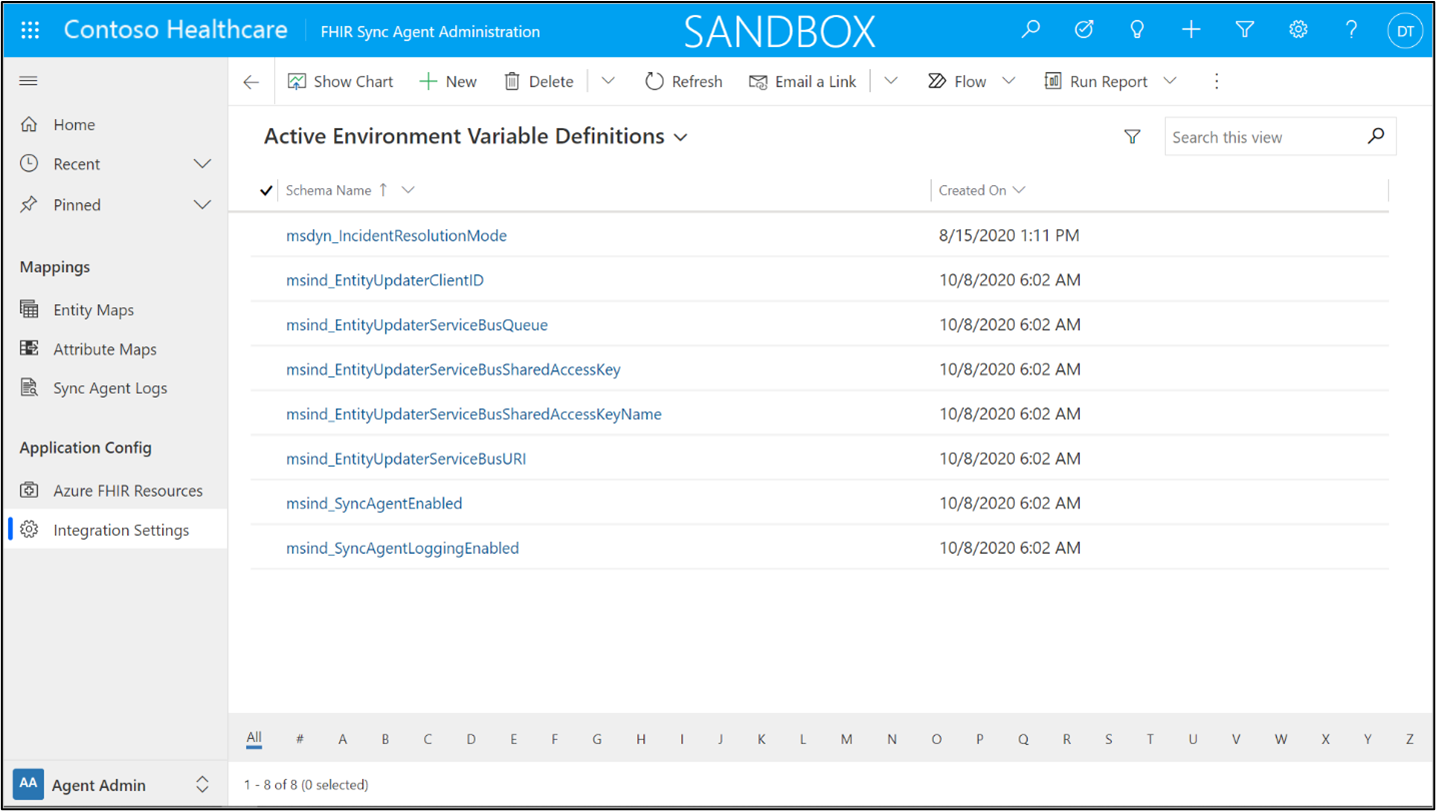 Contoso Healthcare FHIR Sync Agent Administration SANDBOX ? DT
Show Chart New Delete Refresh Email a Link Flow Run Report
Home
Recent
Pinned
Mappings
Entity Maps
Attribute Maps
Sync Agent Logs
Application Config
Azure FHIR Resources
Integration Settings
AA Agent Admin
Active Environment Variable Definitions Search this view
Schema Name ↑ Created On
msdyn_IncidentResolutionMode 8/15/2020 1:11 PM
msind_EntityUpdaterClientID 10/8/2020 6:02 AM
msind_EntityUpdaterServiceBusQueue 10/8/2020 6:02 AM
msind_EntityUpdaterServiceBusSharedAccessKey 10/8/2020 6:02 AM
msind_EntityUpdaterServiceBusSharedAccessKeyName 10/8/2020 6:02 AM
msind_EntityUpdaterServiceBusURI 10/8/2020 6:02 AM
msind_SyncAgentEnabled 10/8/2020 6:02 AM
msind_SyncAgentLoggingEnabled 10/8/2020 6:02 AM
All # A B C D E F G H I J K L M N O P Q R S T U V W X Y Z
1 - 8 of 8 (0 selected)